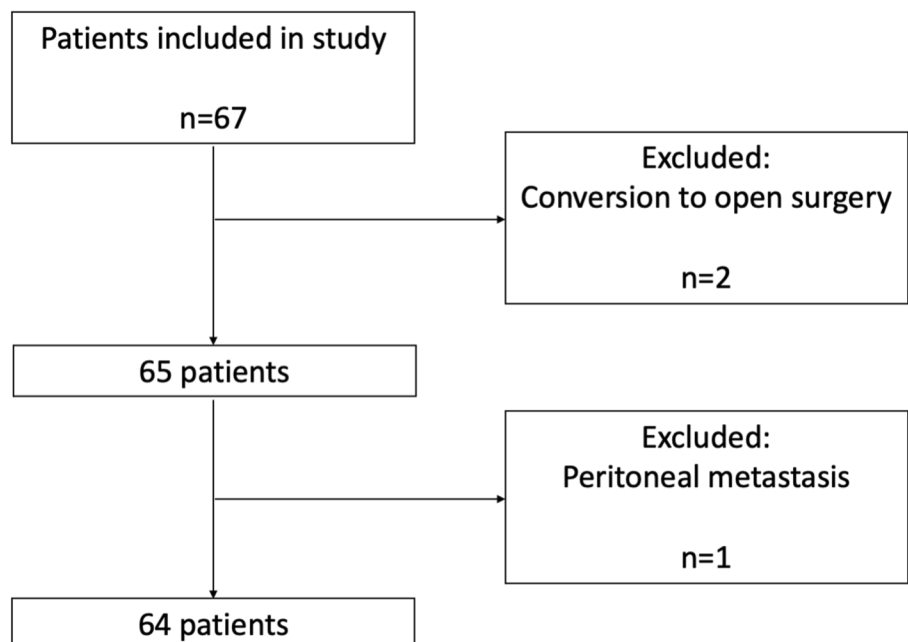 Patients included in study
n=67
Excluded:
Conversion to open surgery
n=2
65 patients
Excluded:
Peritoneal metastasis
n=1
64 patients